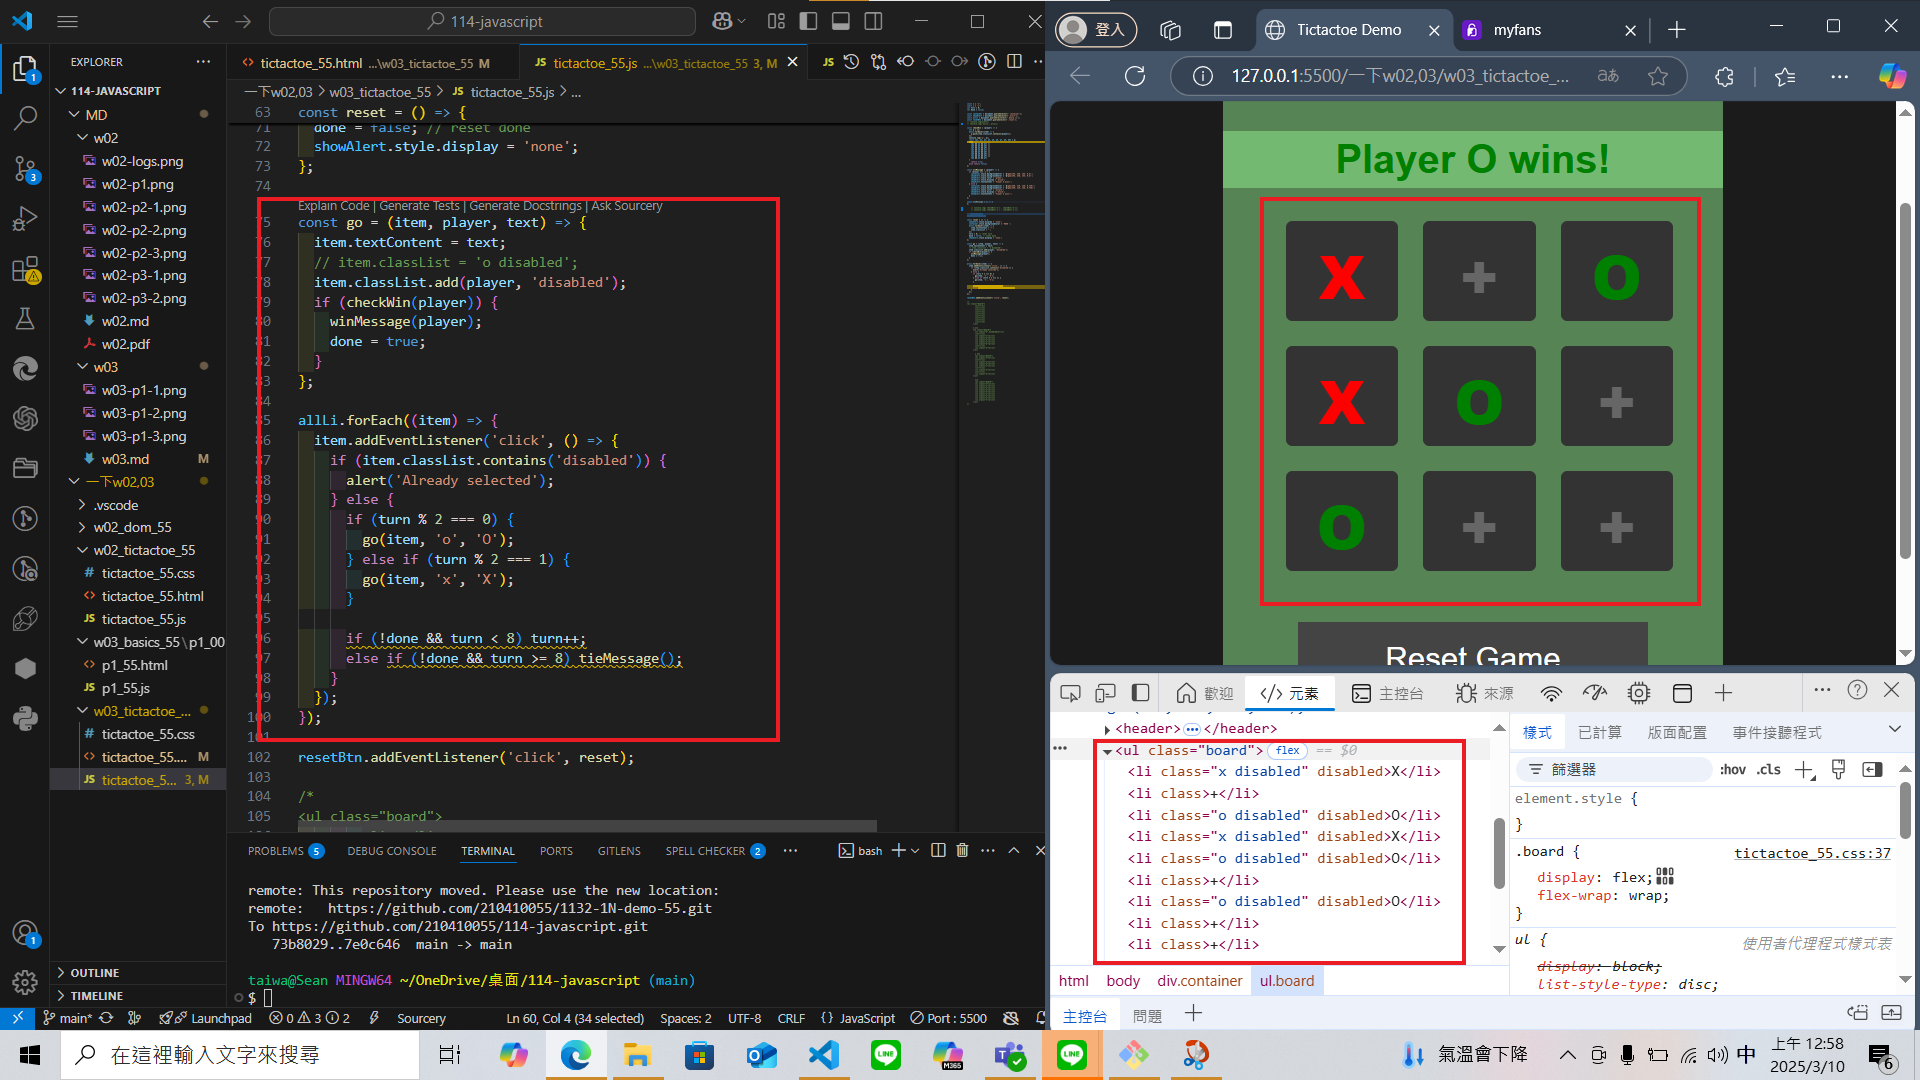 114-javascript
EXPLORER
114-JAVASCRIPT
MD
w02
w02-logs.png
w02-p1.png
w02-p2-1.png
w02-p2-2.png
w02-p2-3.png
w02-p3-1.png
w02-p3-2.png
w02.md
w02.pdf
w03
w03-p1-1.png
w03-p1-2.png
w03-p1-3.png
w03.md M
一下w02,03
.vscode
w02_dom_55
w02_tictactoe_55
tictactoe_55.css
tictactoe_55.html
tictactoe_55.js
w03_basics_55\p1_00
p1_55.html
p1_55.js
w03_tictactoe_...
tictactoe_55.css
tictactoe_55.... M
tictactoe_5... 3, M
OUTLINE
TIMELINE
tictactoe_55.html ...\w03_tictactoe_55 M
tictactoe_55.js ...\w03_tictactoe_55 3, M
一下w02,03 > w03_tictactoe_55 > JS tictactoe_55.js > ...
63 const reset = () => {
71 done = false; // reset done
72 showAlert.style.display = 'none';
73 };
74
Explain Code | Generate Tests | Generate Docstrings | Ask Sourcery
75 const go = (item, player, text) => {
76 item.textContent = text;
77 // item.classList = 'o disabled';
78 item.classList.add(player, 'disabled');
79 if (checkWin(player)) {
80 winMessage(player);
81 done = true;
82 }
83 };
84
85 allLi.forEach((item) => {
86 item.addEventListener('click', () => {
87 if (item.classList.contains('disabled')) {
88 alert('Already selected');
89 } else {
90 if (turn % 2 === 0) {
91 go(item, 'o', 'O');
92 } else if (turn % 2 === 1) {
93 go(item, 'x', 'X');
94 }
95
96 if (!done && turn < 8) turn++;
97 else if (!done && turn >= 8) tieMessage();
98 }
99 });
100 });
101
102 resetBtn.addEventListener('click', reset);
103
104 /*
105 <ul class="board">
PROBLEMS 5 DEBUG CONSOLE TERMINAL PORTS GITLENS SPELL CHECKER 2 ... bash
remote: This repository moved. Please use the new location:
remote: https://github.com/210410055/1132-1N-demo-55.git
To https://github.com/210410055/114-javascript.git
73b8029..7e0c646 main -> main
taiwa@Sean MINGW64 ~/OneDrive/桌面/114-javascript (main)
$
main* Launchpad 0 3 2 Sourcery Ln 60, Col 4 (34 selected) Spaces: 2 UTF-8 CRLF {} JavaScript Port : 5500
登入 Tictactoe Demo myfans
127.0.0.1:5500/一下w02,03/w03_tictactoe_...
Player O wins!
X + O
X O +
O + +
Reset Game
歡迎 </> 元素 主控台 來源
<header> ... </header>
<ul class="board"> flex == $0
<li class="x disabled" disabled>X</li>
<li class>+</li>
<li class="o disabled" disabled>O</li>
<li class="x disabled" disabled>X</li>
<li class="o disabled" disabled>O</li>
<li class>+</li>
<li class="o disabled" disabled>O</li>
<li class>+</li>
<li class>+</li>
html body div.container ul.board
樣式 已計算 版面配置 事件接聽程式
篩選器 :hov .cls
element.style {
}
.board { tictactoe_55.css:37
display: flex;
flex-wrap: wrap;
}
ul { 使用者代理程式樣式表
display: block;
list-style-type: disc;
主控台 問題
在這裡輸入文字來搜尋
氣溫會下降
中
上午 12:58
2025/3/10
6